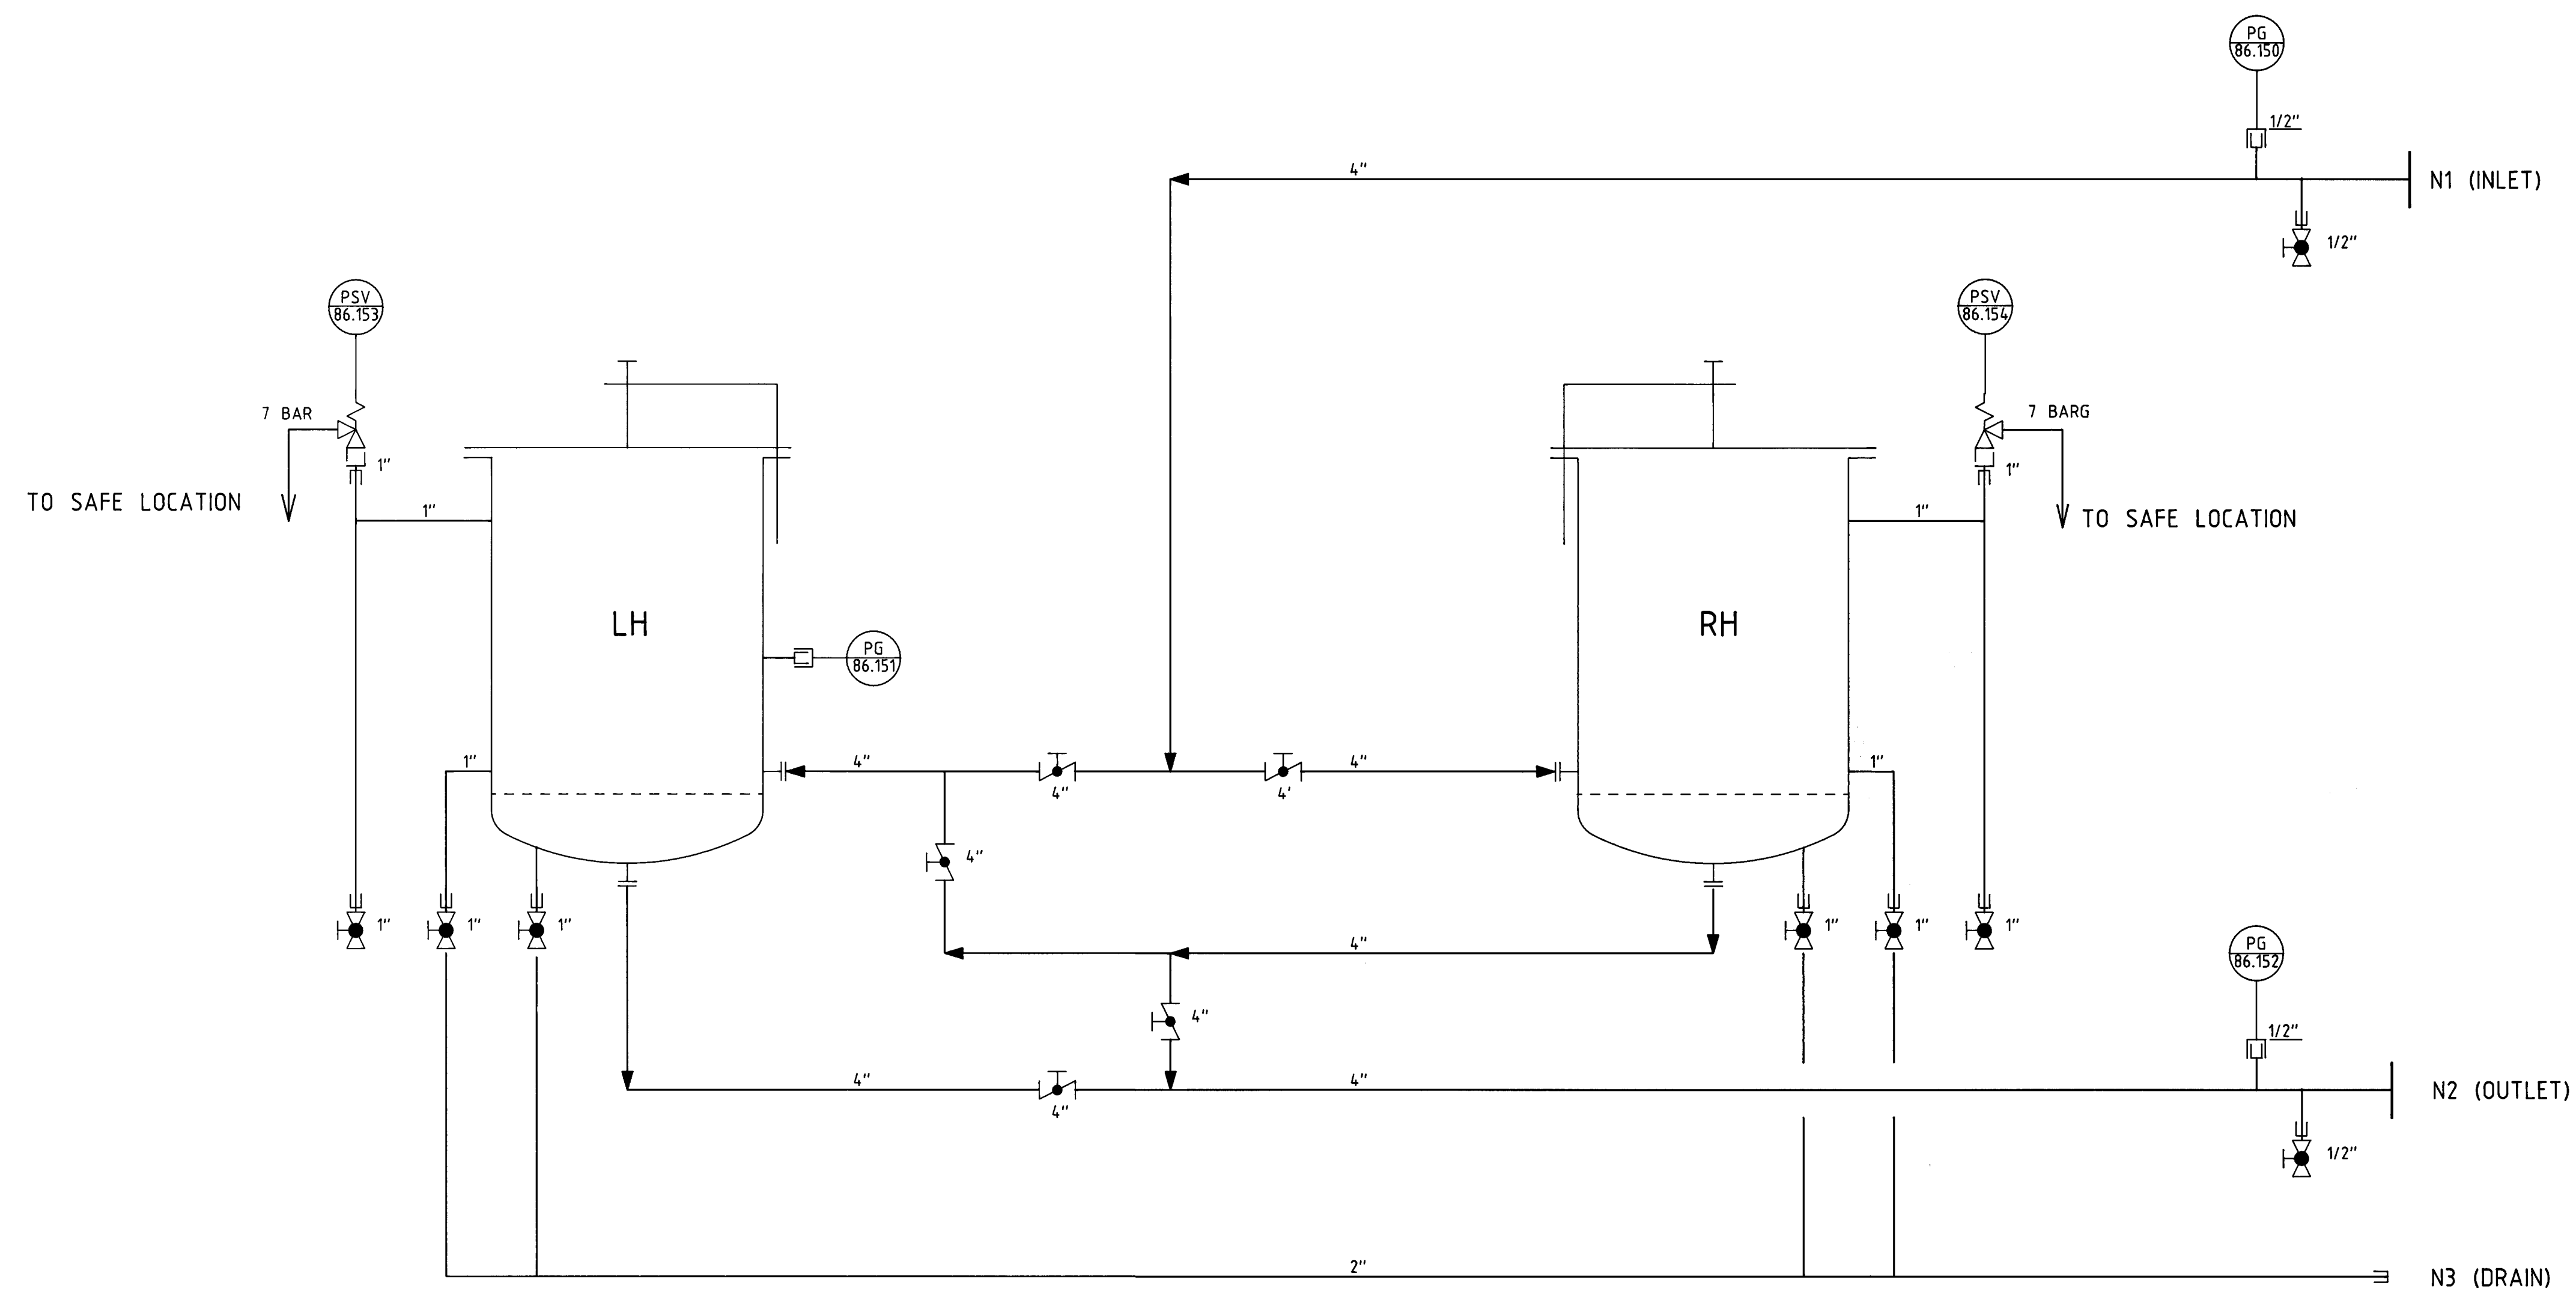 PG
86.150
1/2"
4"
N1 (INLET)
1/2"
PSV
86.153
PSV
86.154
7 BAR
7 BARG
1"
1"
TO SAFE LOCATION
1"
1"
TO SAFE LOCATION
LH
RH
PG
86.151
1"
4"
4"
1"
4"
4'
4"
1"
1"
1"
1"
1"
1"
4"
PG
86.152
4"
1/2"
4"
4"
N2 (OUTLET)
4"
1/2"
2"
N3 (DRAIN)